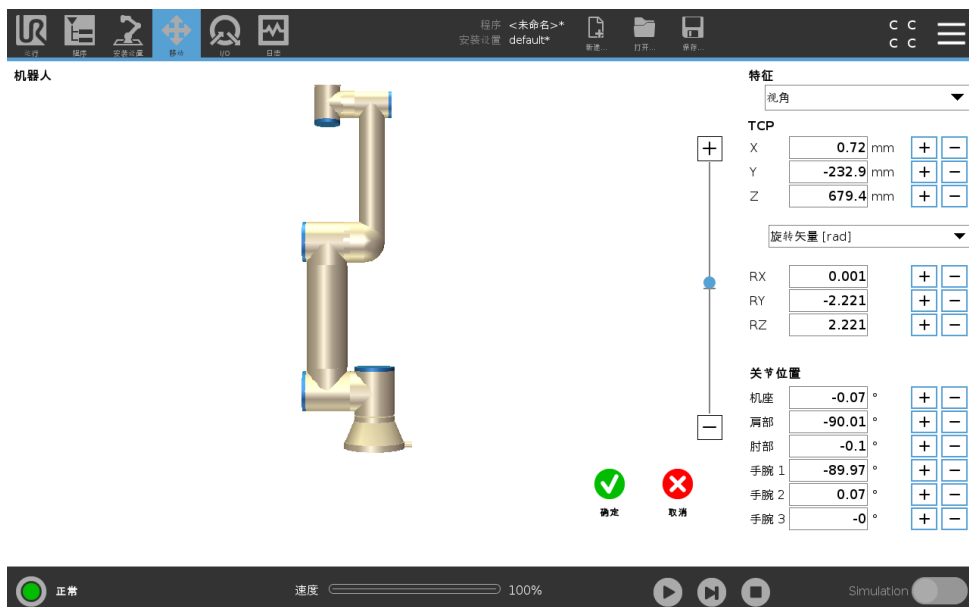 UR
运行 程序 安装设置 移动 I/O 日志
程序 <未命名>*
安装设置 default*
新建... 打开... 保存...
C C
C C
机器人
特征
视角
TCP
X 0.72 mm + −
Y -232.9 mm + −
Z 679.4 mm + −
旋转矢量 [rad]
RX 0.001 + −
RY -2.221 + −
RZ 2.221 + −
关节位置
机座 -0.07 ° + −
肩部 -90.01 ° + −
肘部 -0.1 ° + −
手腕 1 -89.97 ° + −
手腕 2 0.07 ° + −
手腕 3 -0 ° + −
确定 取消
正常 速度 100% Simulation